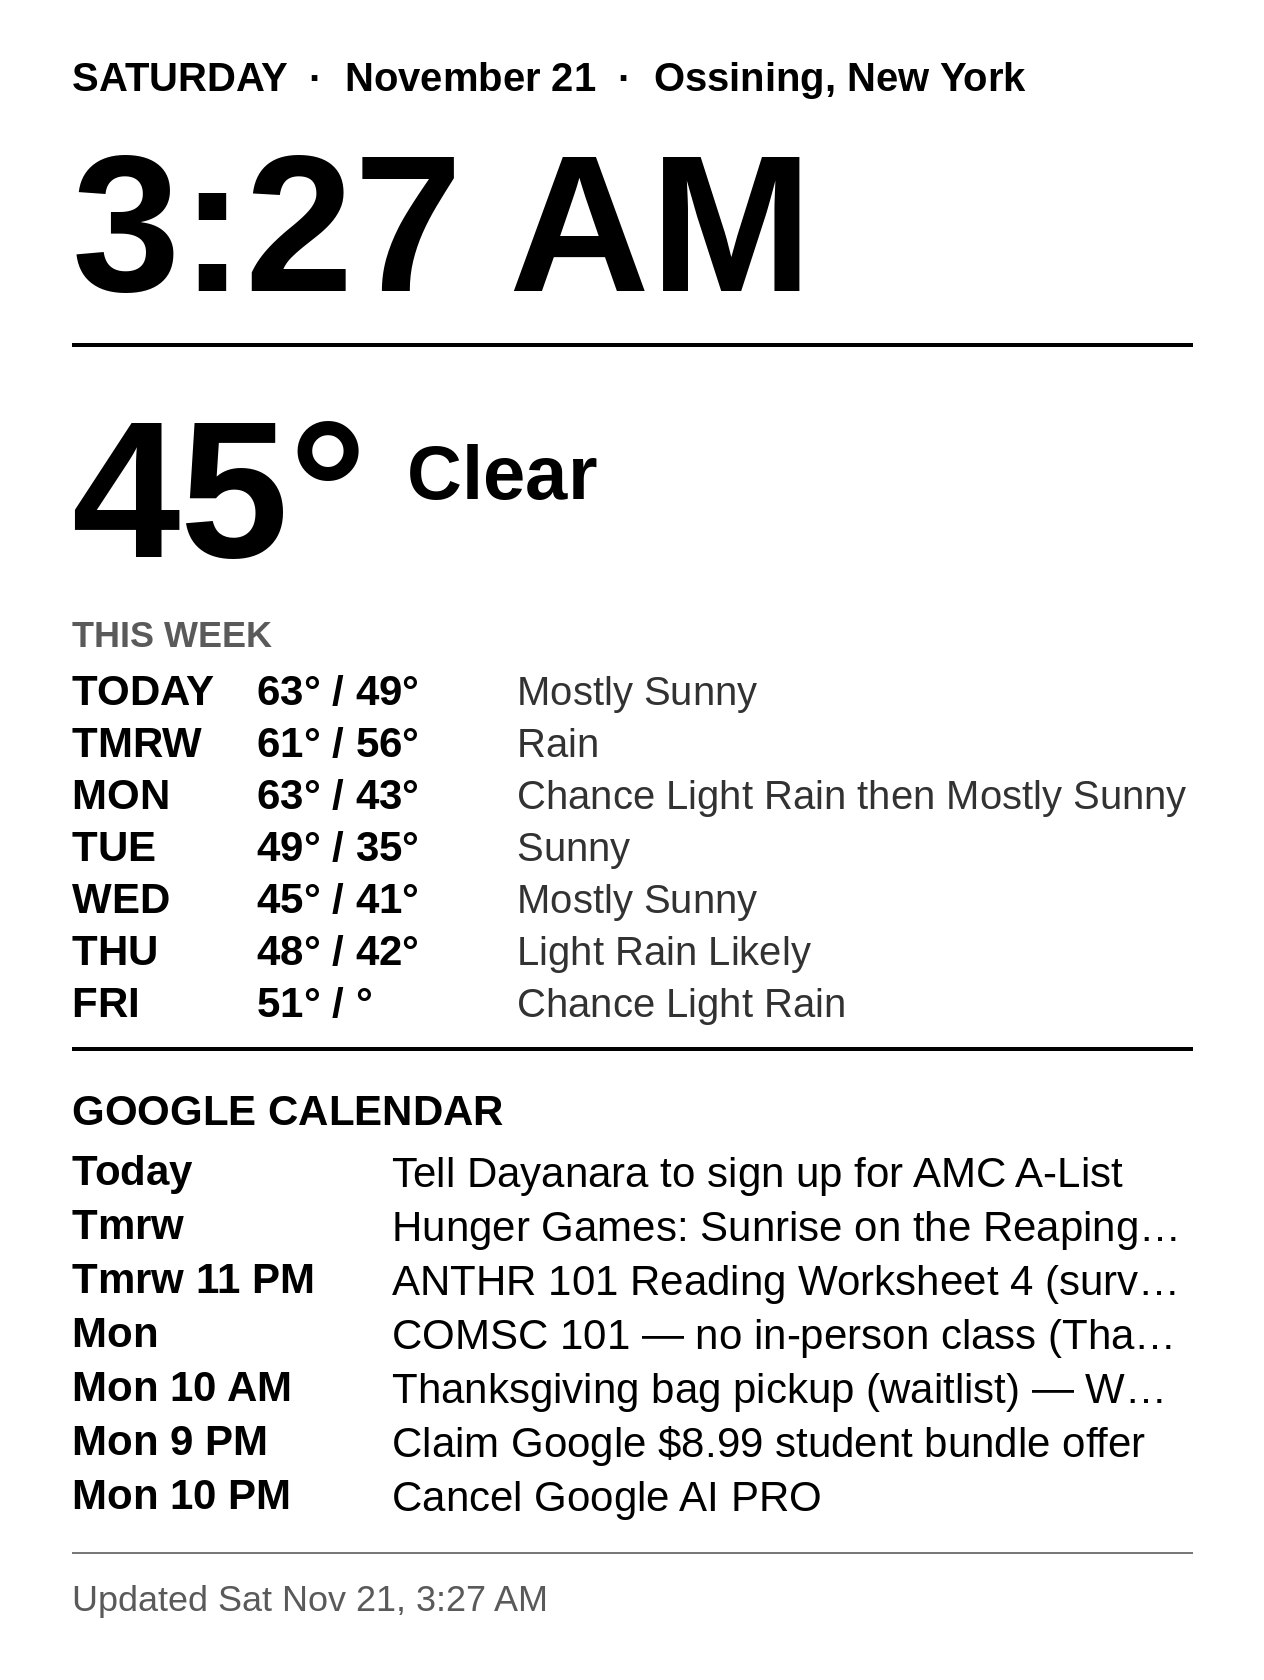 SATURDAY · November 21 · Ossining, New York
3:27 AM
45° Clear
THIS WEEK
TODAY 63° / 49° Mostly Sunny
TMRW 61° / 56° Rain
MON 63° / 43° Chance Light Rain then Mostly Sunny
TUE 49° / 35° Sunny
WED 45° / 41° Mostly Sunny
THU 48° / 42° Light Rain Likely
FRI 51° / ° Chance Light Rain
GOOGLE CALENDAR
Today Tell Dayanara to sign up for AMC A-List
Tmrw Hunger Games: Sunrise on the Reaping…
Tmrw 11 PM ANTHR 101 Reading Worksheet 4 (surv…
Mon COMSC 101 — no in-person class (Tha…
Mon 10 AM Thanksgiving bag pickup (waitlist) — W…
Mon 9 PM Claim Google $8.99 student bundle offer
Mon 10 PM Cancel Google AI PRO
Updated Sat Nov 21, 3:27 AM